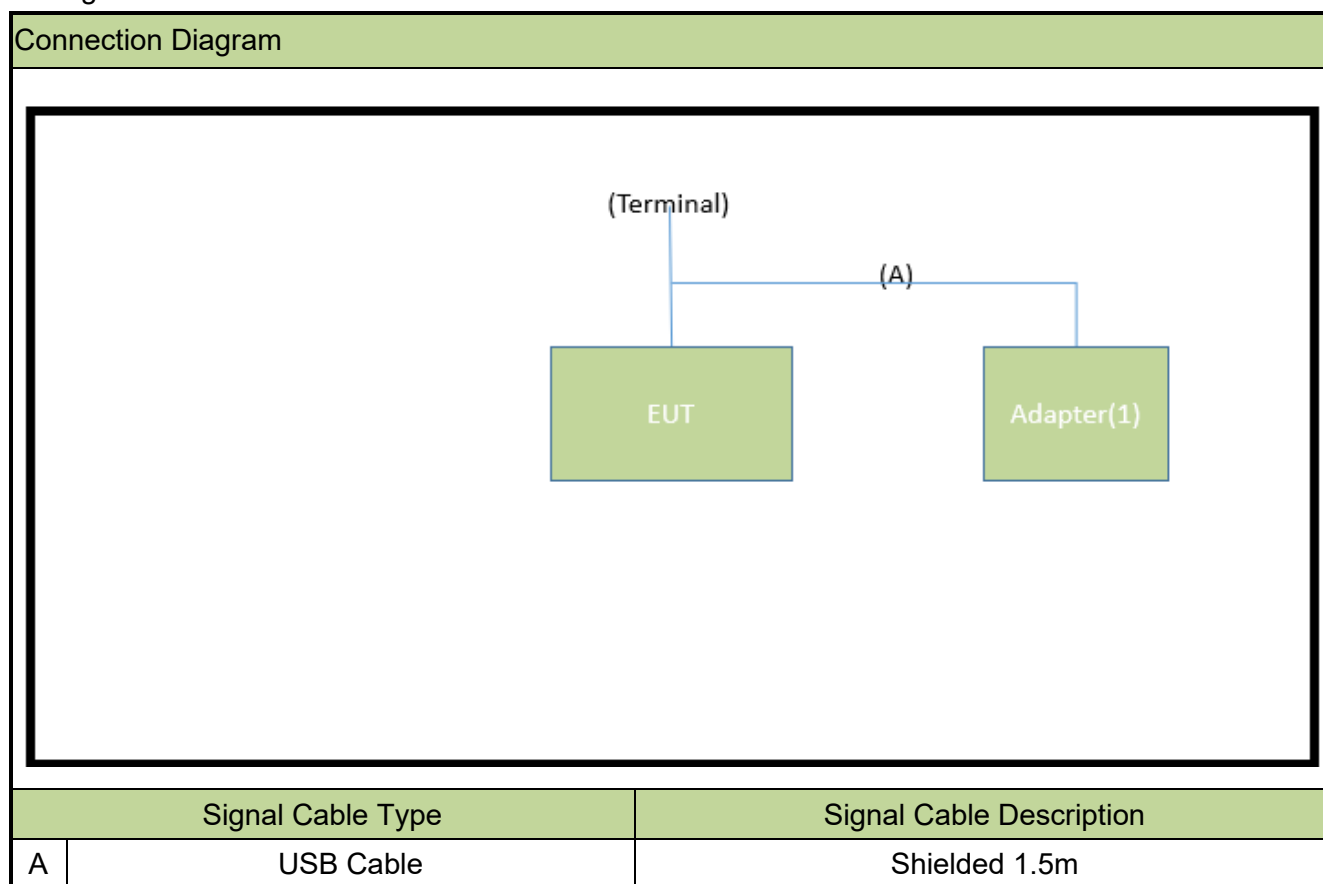 Connection Diagram
(Terminal)
(A)
EUT
Adapter(1)
Signal Cable Type
Signal Cable Description
A
USB Cable
Shielded 1.5m